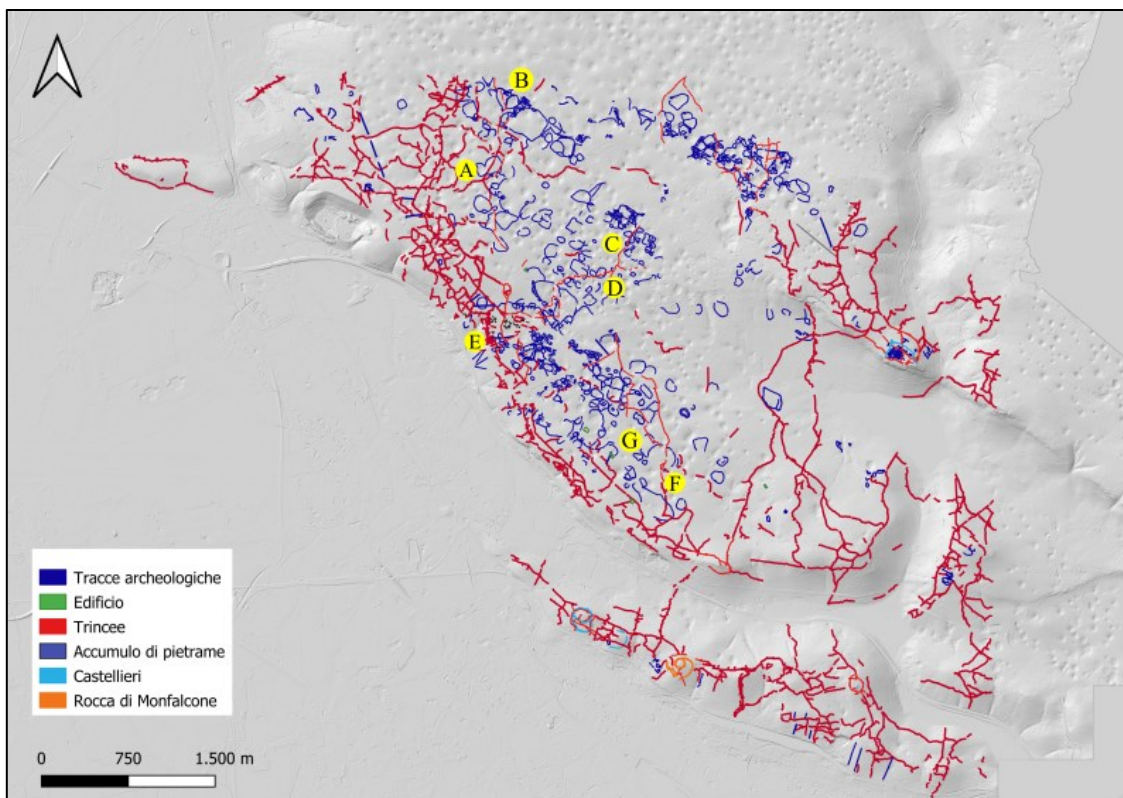 B
A
C
D
E
G
F
Tracce archeologiche
Edificio
Trincee
Accumulo di pietrame
Castellieri
Rocca di Monfalcone
0 750 1.500 m